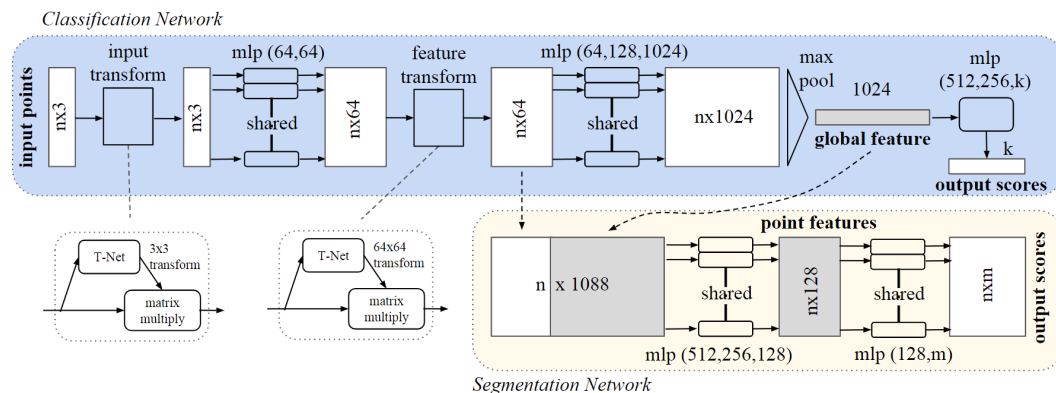 Classification Network
input points
nx3
input
transform
nx3
mlp (64,64)
shared
nx64
feature
transform
nx64
mlp (64,128,1024)
shared
nx1024
max
pool
1024
global feature
mlp
(512,256,k)
k
output scores
T-Net
3x3
transform
matrix
multiply
T-Net
64x64
transform
matrix
multiply
point features
n x 1088
shared
mlp (512,256,128)
nx128
shared
mlp (128,m)
nxm
output scores
Segmentation Network